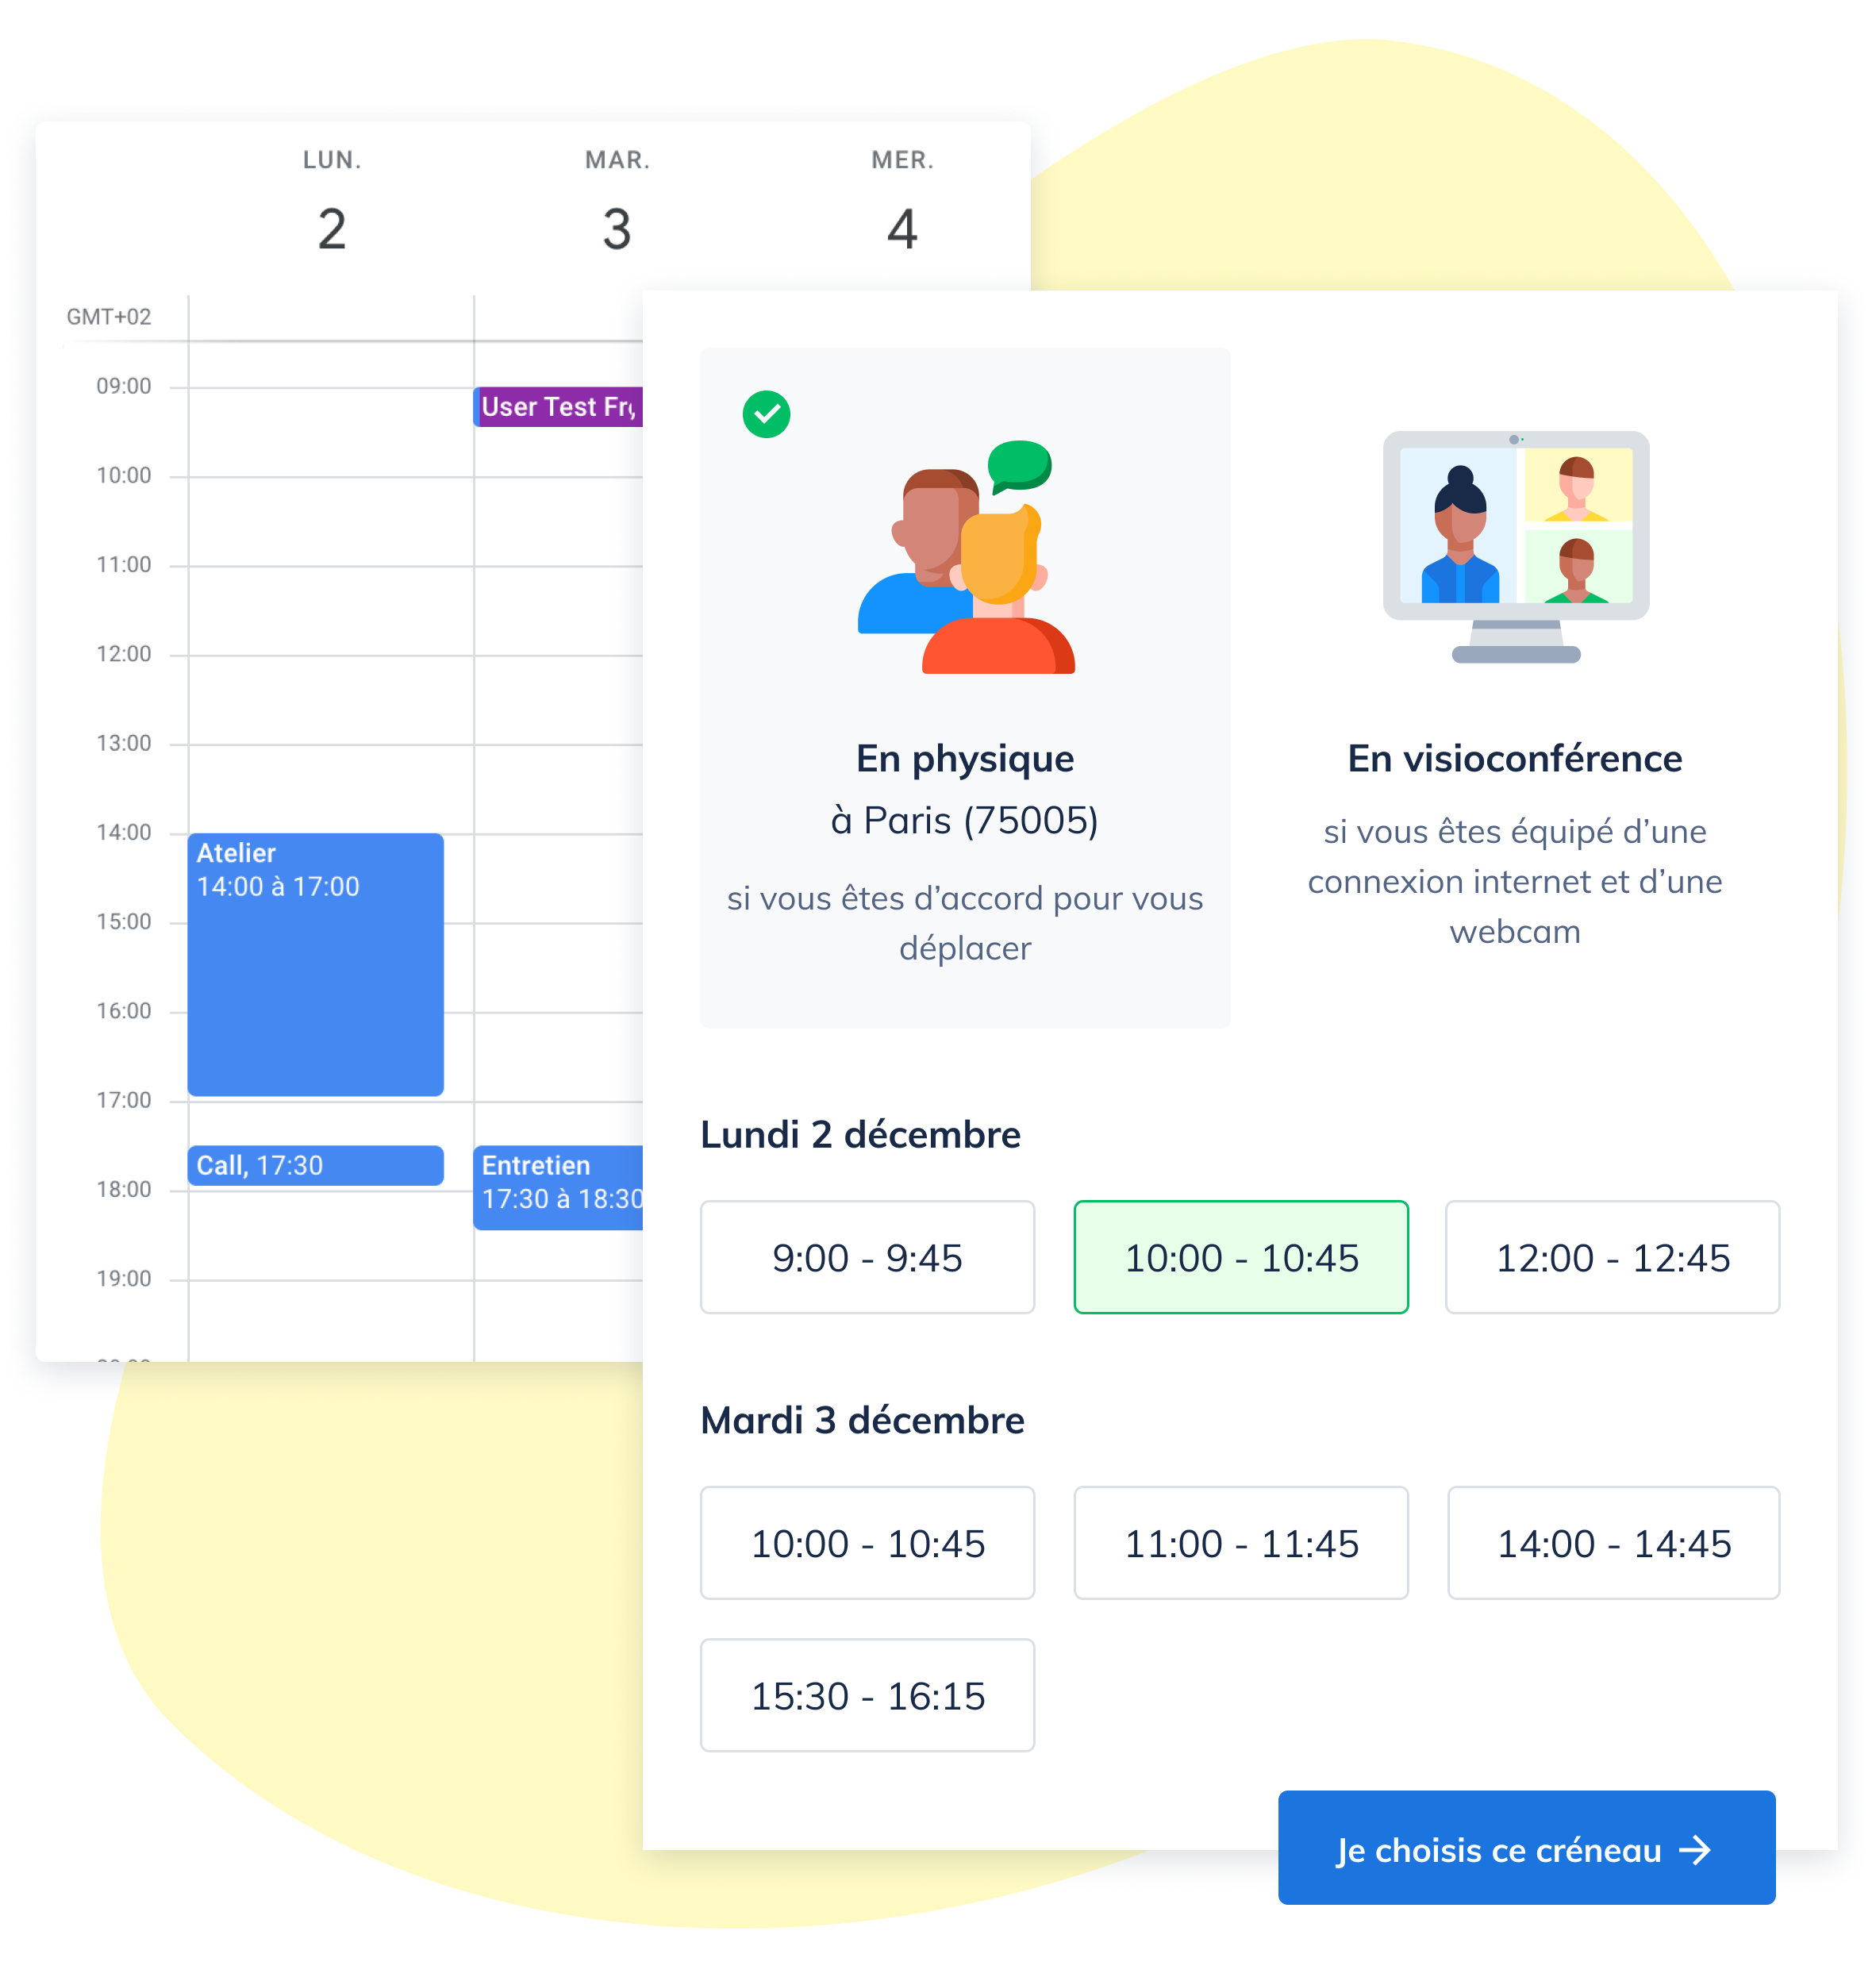 LUN.
MAR.
MER.
2
3
4
GMT+02
09:00
User Test
10:00
11:00
12:00
13:00
14:00
Atelier
14:00 à 17:00
15:00
16:00
17:00
Call, 17:30
Entretien
17:30 à 18:30
18:00
19:00
En physique
à Paris (75005)
si vous êtes d’accord pour vous
déplacer
En visioconférence
si vous êtes équipé d’une
connexion internet et d’une
webcam
Lundi 2 décembre
9:00 - 9:45
10:00 - 10:45
12:00 - 12:45
Mardi 3 décembre
10:00 - 10:45
11:00 - 11:45
14:00 - 14:45
15:30 - 16:15
Je choisis ce créneau